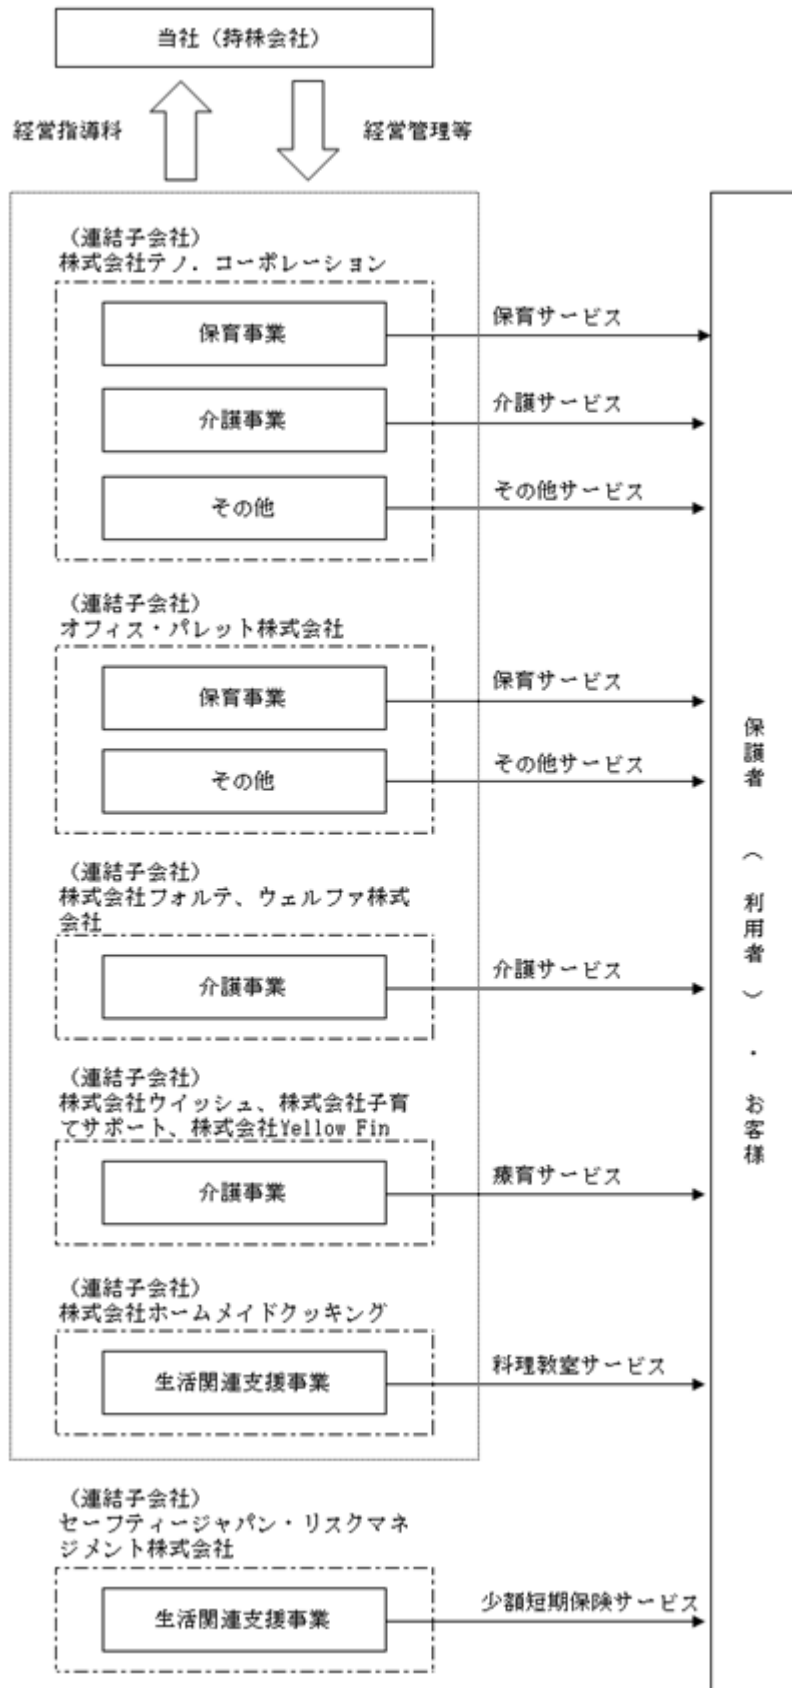 当社（持株会社）
経営指導料
経営管理等
（連結子会社）
株式会社テノ．コーポレーション
保育事業
保育サービス
介護事業
介護サービス
その他
その他サービス
（連結子会社）
オフィス・パレット株式会社
保育事業
保育サービス
その他
その他サービス
（連結子会社）
株式会社フォルテ、ウェルファ株式
会社
介護事業
介護サービス
（連結子会社）
株式会社ウイッシュ、株式会社子育
てサポート、株式会社Yellow Fin
介護事業
療育サービス
（連結子会社）
株式会社ホームメイドクッキング
生活関連支援事業
料理教室サービス
（連結子会社）
セーフティージャパン・リスクマネ
ジメント株式会社
生活関連支援事業
少額短期保険サービス
保護者（利用者）・お客様